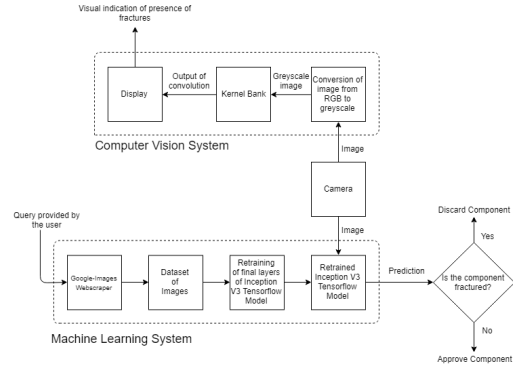 Visual indication of presence of
fractures
Display
Output of
convolution
Kernel Bank
Greyscale
image
Conversion of
image from
RGB to
greyscale
Computer Vision System
Image
Camera
Image
Query provided by
the user
Google-Images
Webscraper
Dataset
of
Images
Retraining
of final layers
of Inception
V3 Tensorflow
Model
Retrained
Inception V3
Tensorflow
Model
Prediction
Machine Learning System
Discard Component
Yes
Is the component
fractured?
No
Approve Component